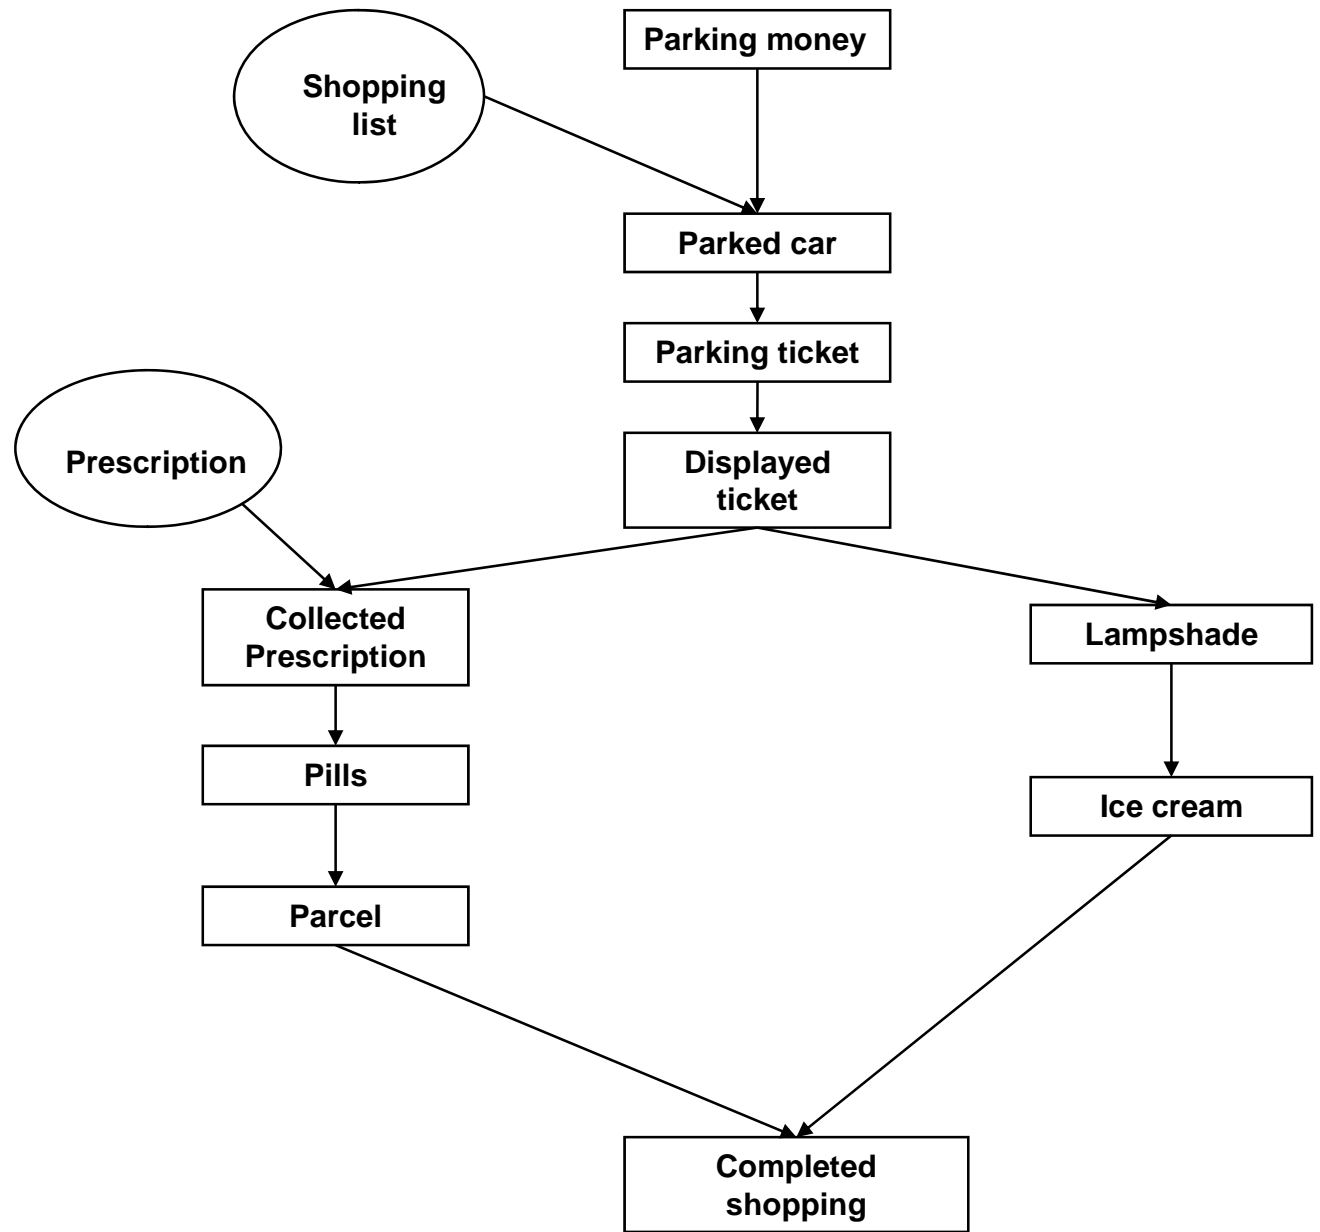 Parking money
Shopping
list
Parked car
Parking ticket
Prescription
Displayed
ticket
Collected
Prescription
Lampshade
Pills
Ice cream
Parcel
Completed
shopping